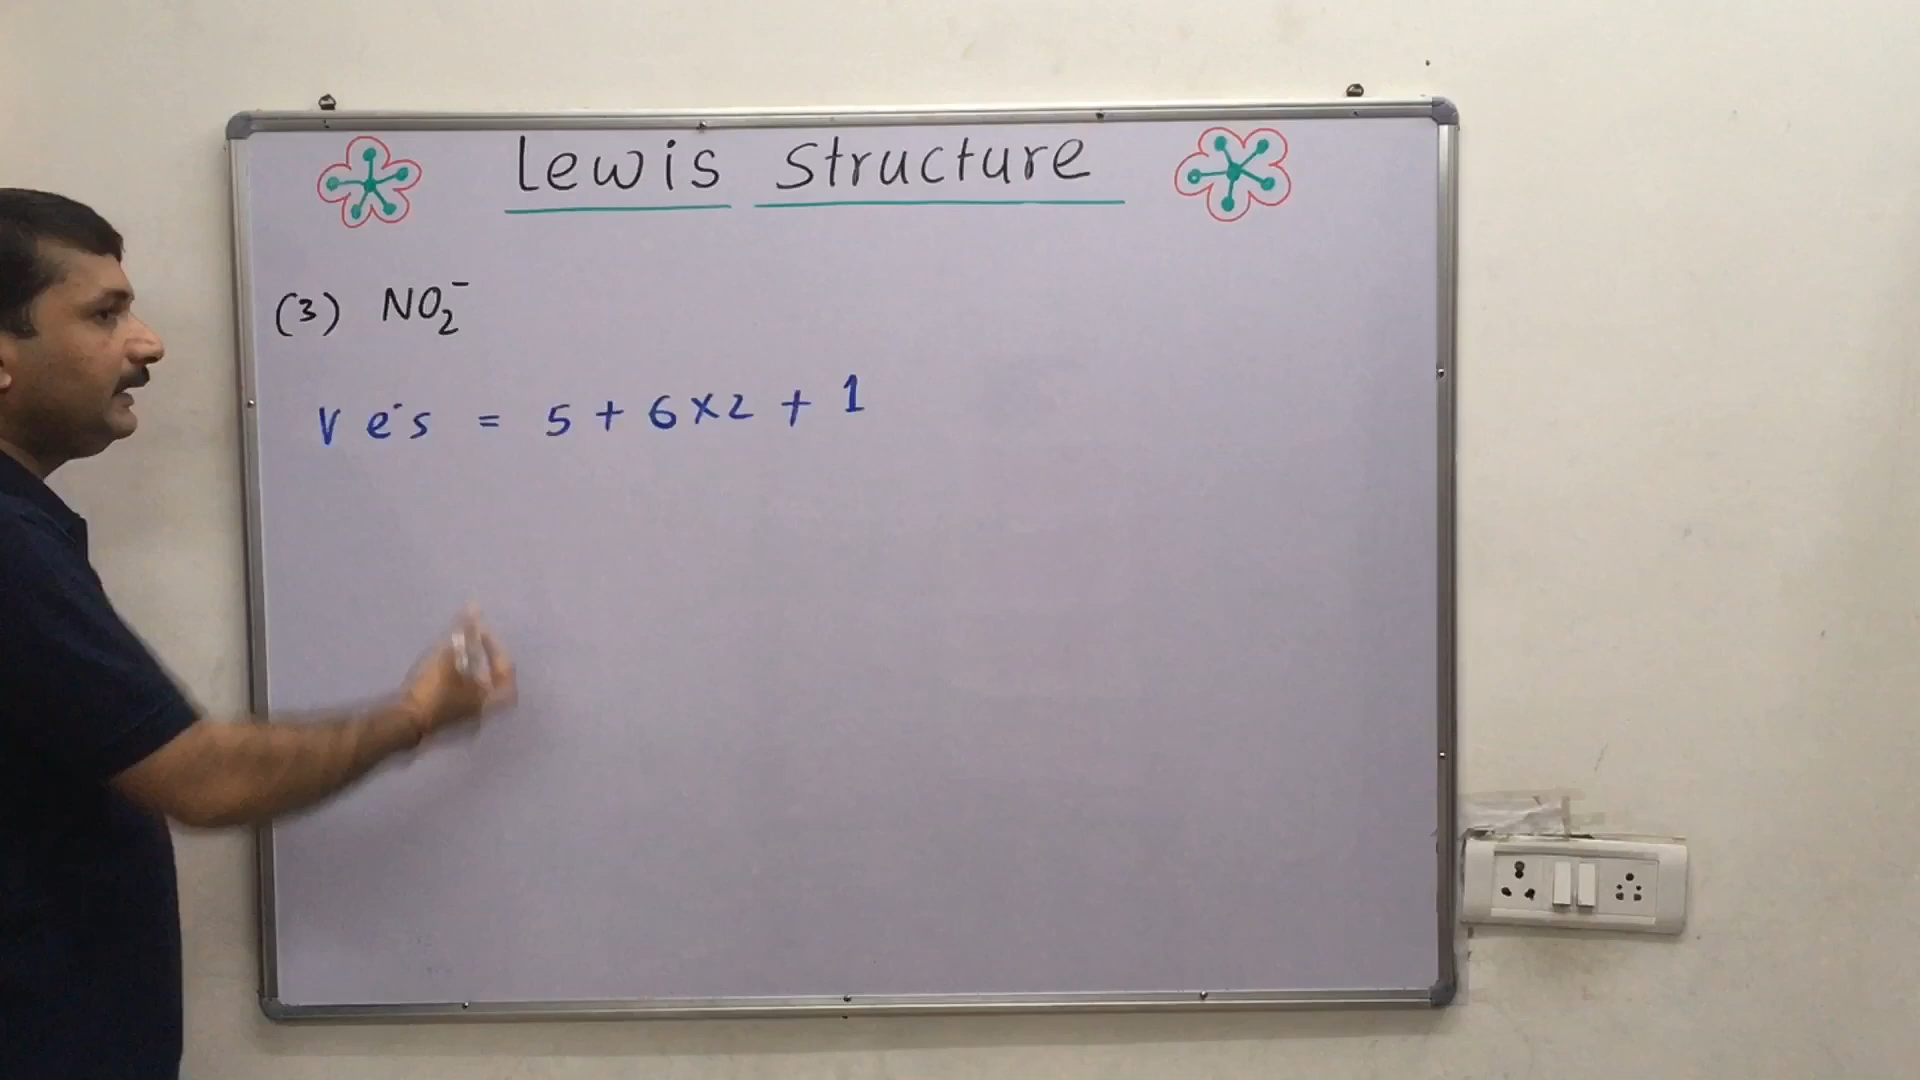 Lewis Structure
(3) NO₂⁻
V e⁻s = 5 + 6 × 2 + 1